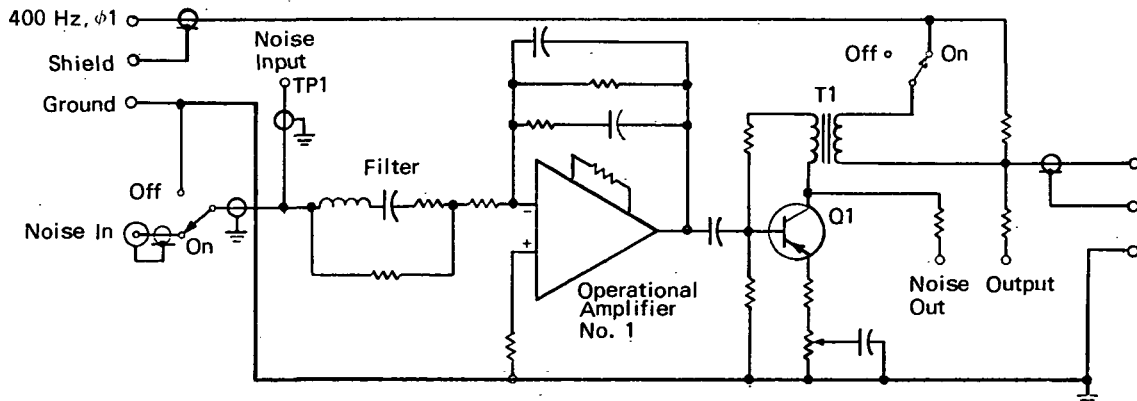 400 Hz, ϕ1
Shield
Ground
Off
Noise In
On
Noise
Input
TP1
Filter
−
+
Operational
Amplifier
No. 1
Off
On
T1
Q1
Noise
Out
Output